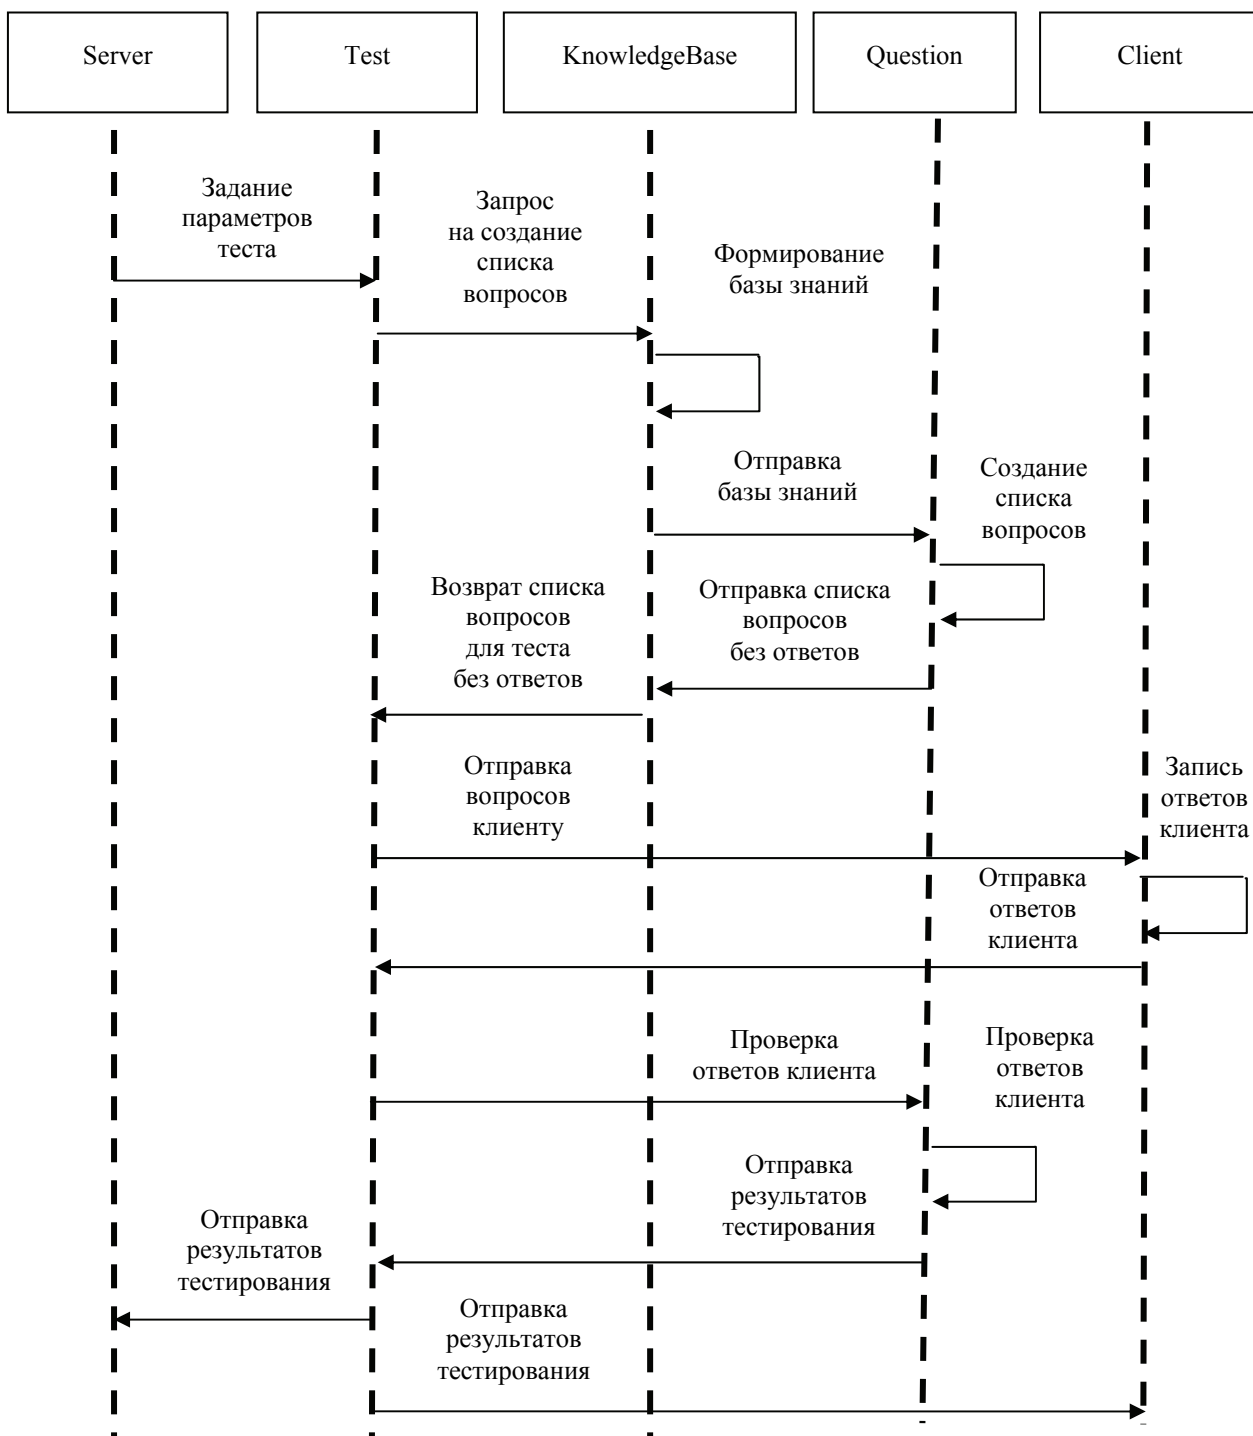 Server
Test
KnowledgeBase
Question
Client
Задание
параметров
теста
Запрос
на создание
списка
вопросов
Формирование
базы знаний
Отправка
базы знаний
Создание
списка
вопросов
Возврат списка
вопросов
для теста
без ответов
Отправка списка
вопросов
без ответов
Отправка
вопросов
клиенту
Запись
ответов
клиента
Отправка
ответов
клиента
Проверка
ответов клиента
Проверка
ответов
клиента
Отправка
результатов
тестирования
Отправка
результатов
тестирования
Отправка
результатов
тестирования